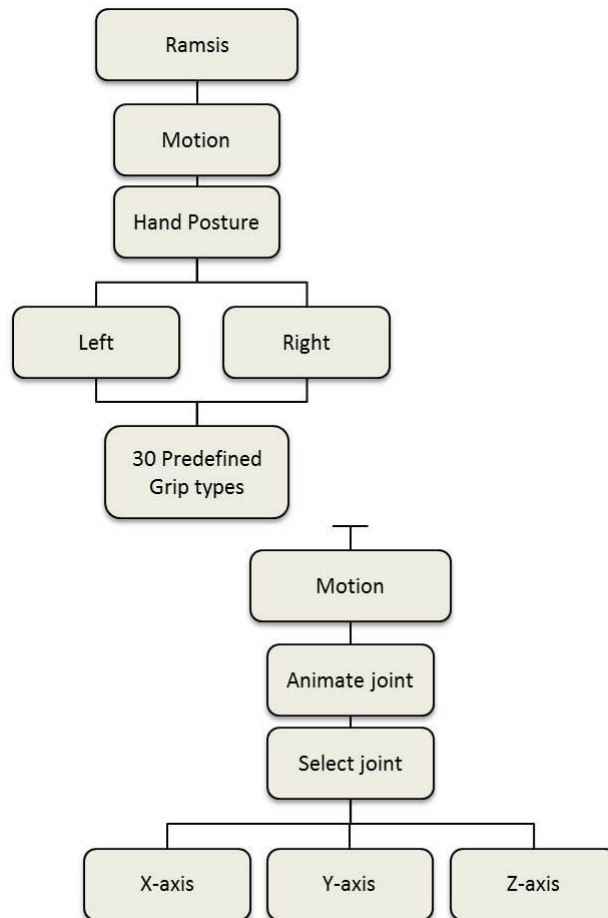 Ramsis
Motion
Hand Posture
Left
Right
30 Predefined
Grip types
Motion
Animate joint
Select joint
X-axis
Y-axis
Z-axis